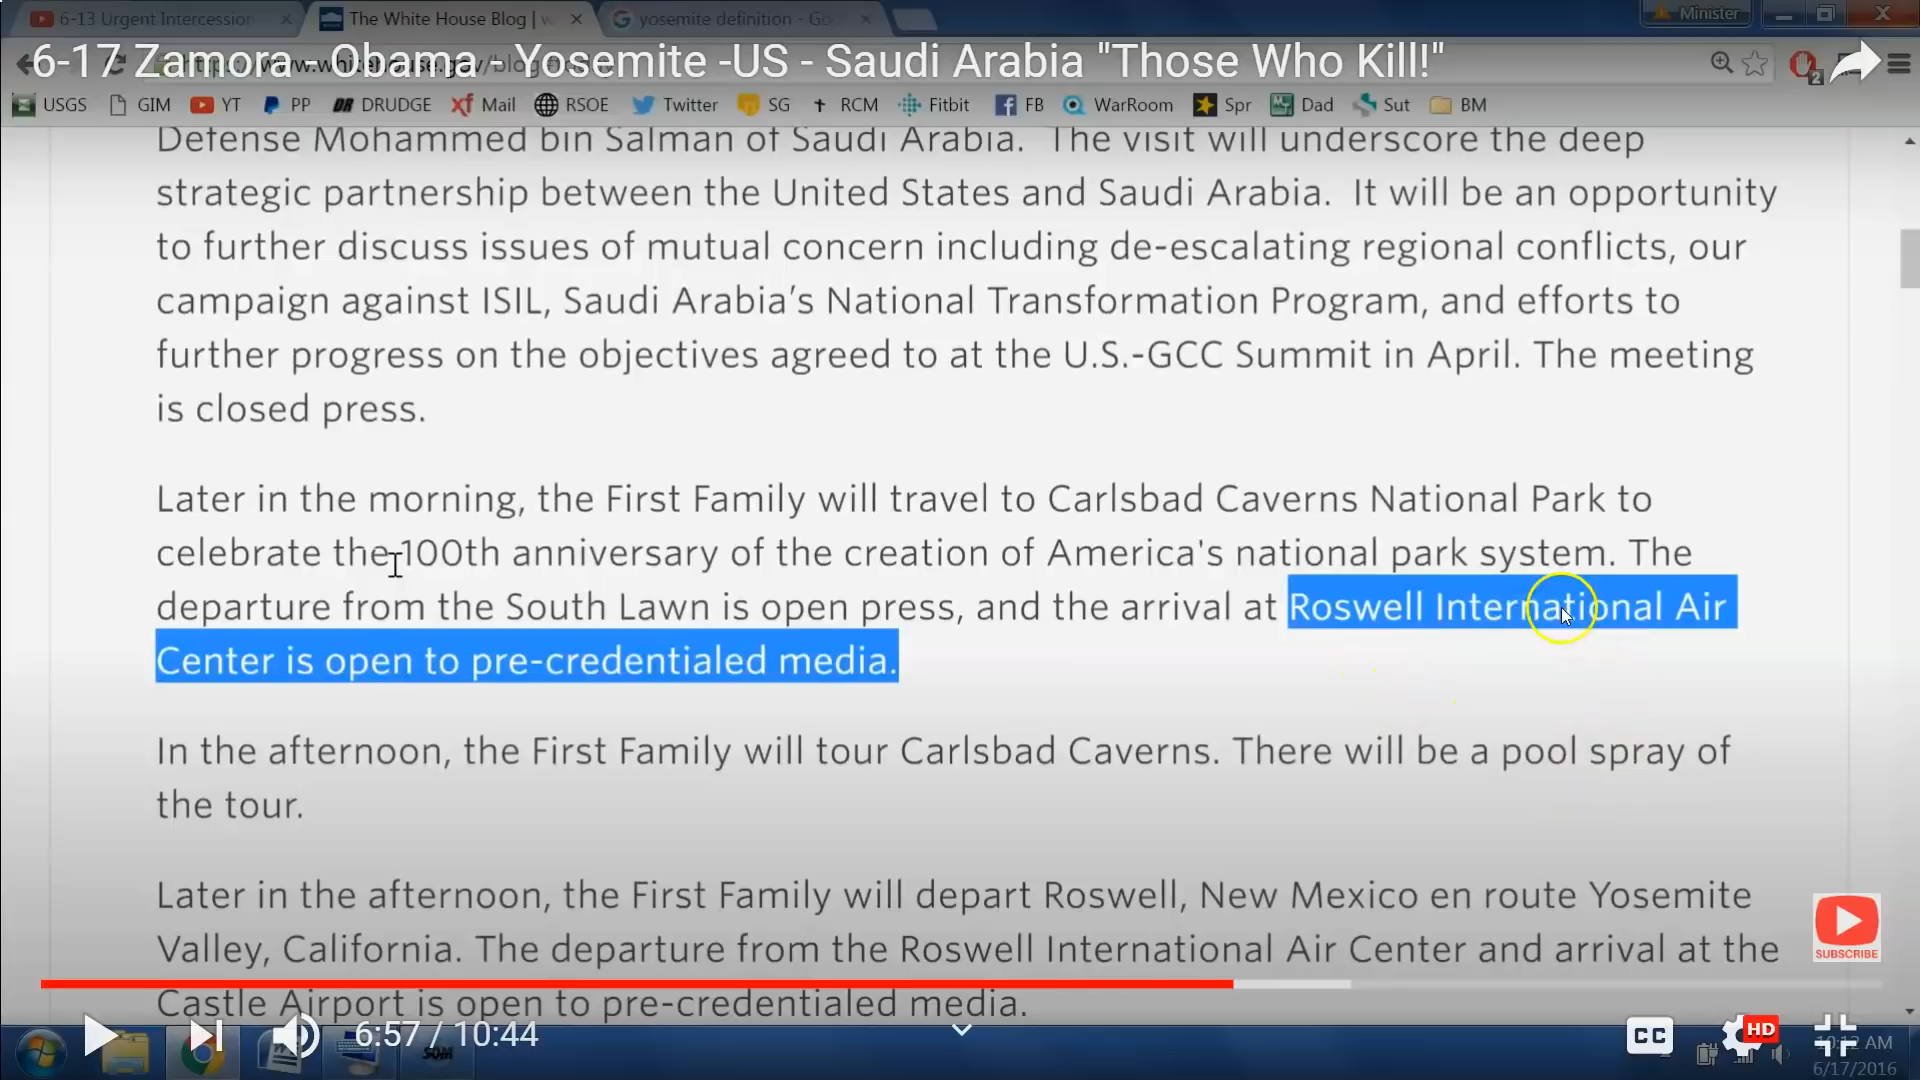 6-13 Urgent Intercession
The White House Blog | w
yosemite definition - Go
Minister
6-17 Zamora - Obama - Yosemite -US - Saudi Arabia "Those Who Kill!"
USGS GIM YT PP DRUDGE Mail RSOE Twitter SG RCM Fitbit FB WarRoom Spr Dad Sut BM
Defense Mohammed bin Salman of Saudi Arabia. The visit will underscore the deep
strategic partnership between the United States and Saudi Arabia. It will be an opportunity
to further discuss issues of mutual concern including de-escalating regional conflicts, our
campaign against ISIL, Saudi Arabia's National Transformation Program, and efforts to
further progress on the objectives agreed to at the U.S.-GCC Summit in April. The meeting
is closed press.
Later in the morning, the First Family will travel to Carlsbad Caverns National Park to
celebrate the 100th anniversary of the creation of America's national park system. The
departure from the South Lawn is open press, and the arrival at Roswell International Air
Center is open to pre-credentialed media.
In the afternoon, the First Family will tour Carlsbad Caverns. There will be a pool spray of
the tour.
Later in the afternoon, the First Family will depart Roswell, New Mexico en route Yosemite
Valley, California. The departure from the Roswell International Air Center and arrival at the
Castle Airport is open to pre-credentialed media.
SUBSCRIBE
6:57 / 10:44
CC
HD
10:12 AM
6/17/2016